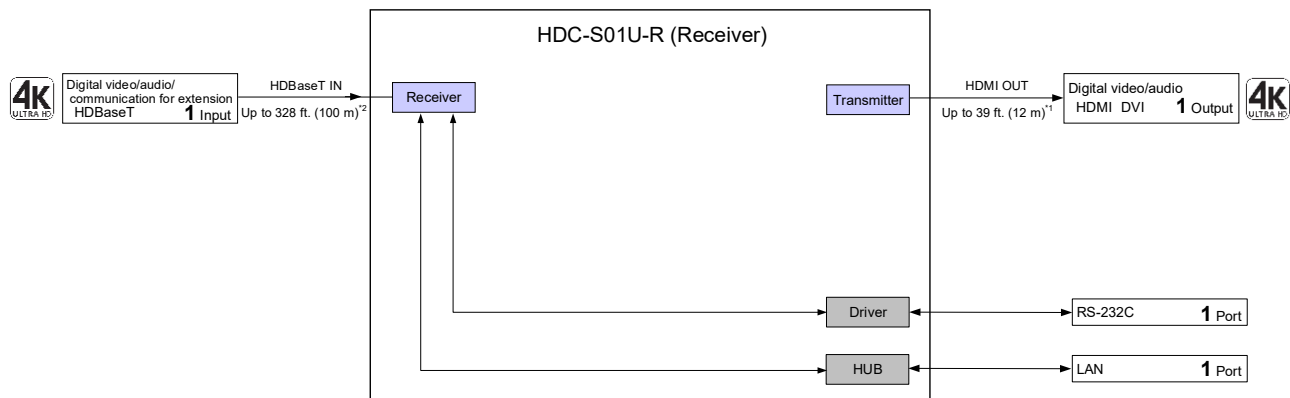 HDC-S01U-R (Receiver)
4K
ULTRA HD
Digital video/audio/
communication for extension
HDBaseT 1 Input
HDBaseT IN
Up to 328 ft. (100 m)*2
Receiver
Transmitter
HDMI OUT
Up to 39 ft. (12 m)*1
Digital video/audio
HDMI DVI 1 Output
4K
ULTRA HD
Driver
RS-232C 1 Port
HUB
LAN 1 Port